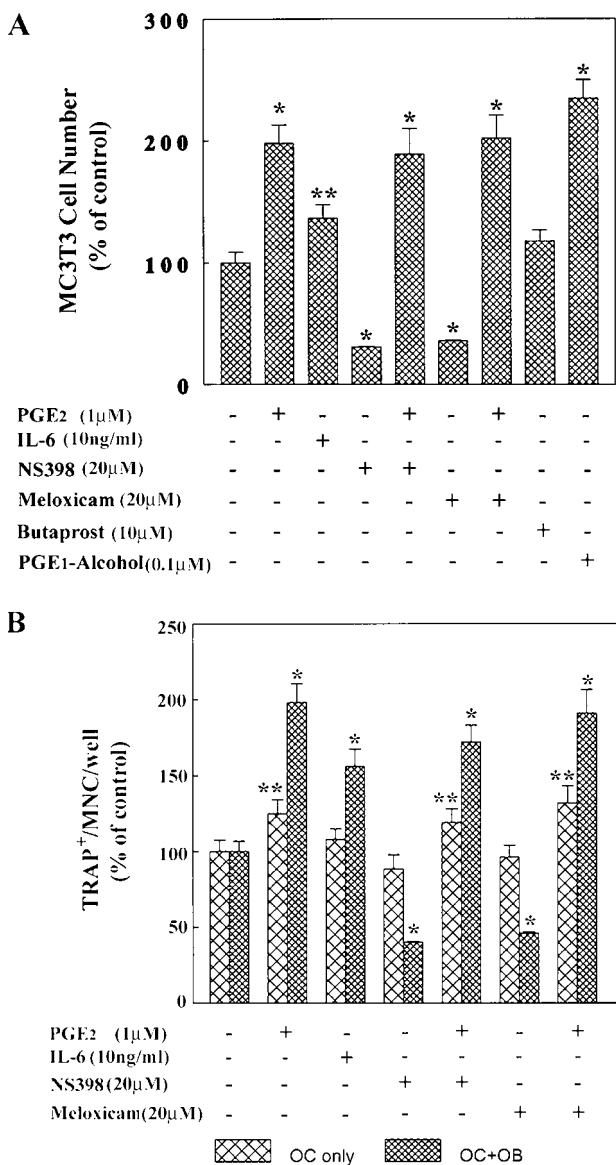 A
300
200
100
0
MC3T3 Cell Number
(% of control)
* ** * * * * *
PGE2 (1µM) - + - - + - + - -
IL-6 (10ng/ml) - - + - - - - - -
NS398 (20µM) - - - + + - - - -
Meloxicam (20µM) - - - - - + + - -
Butaprost (10µM) - - - - - - - + -
PGE1-Alcohol(0.1µM) - - - - - - - - +
B
250
200
150
100
50
0
TRAP+/MNC/well
(% of control)
** * * * ** * * ** *
PGE2 (1µM) - + - - + - +
IL-6 (10ng/ml) - - + - - - -
NS398 (20µM) - - - + + - -
Meloxicam(20µM) - - - - - + +
OC only OC+OB